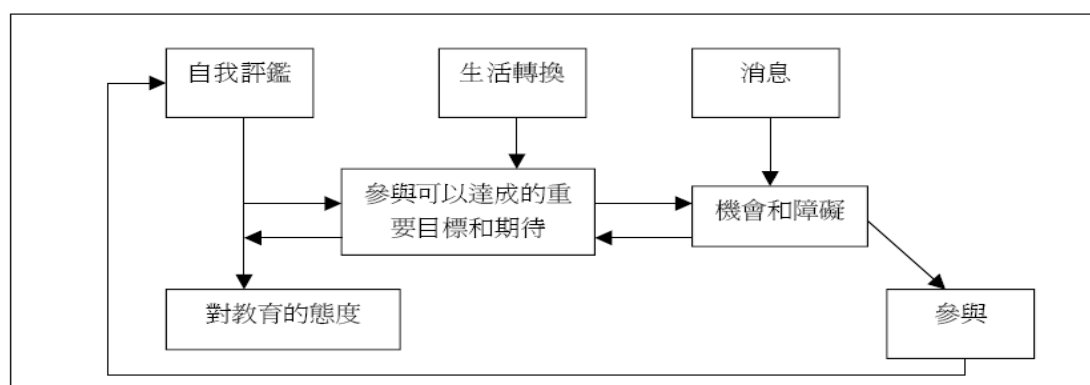 自我評鑑
生活轉換
消息
參與可以達成的重
要目標和期待
機會和障礙
對教育的態度
參與